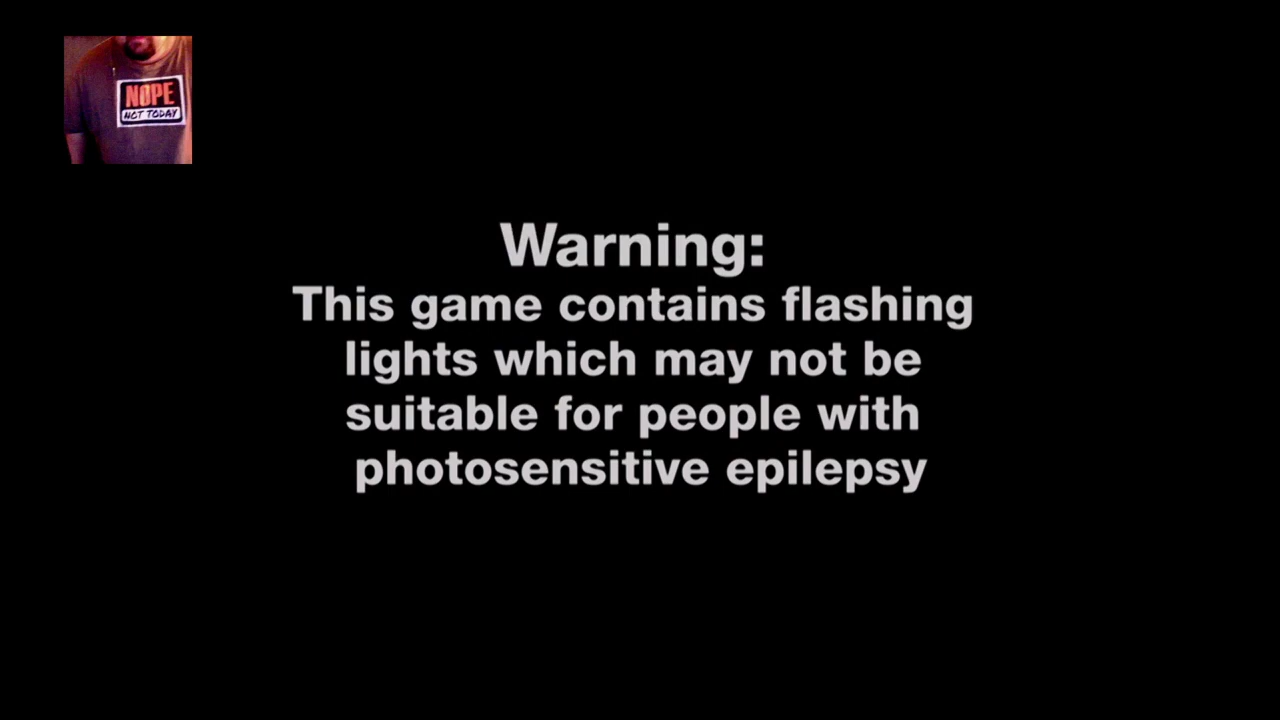 NOPE
NOT TODAY
Warning:
This game contains flashing
lights which may not be
suitable for people with
photosensitive epilepsy